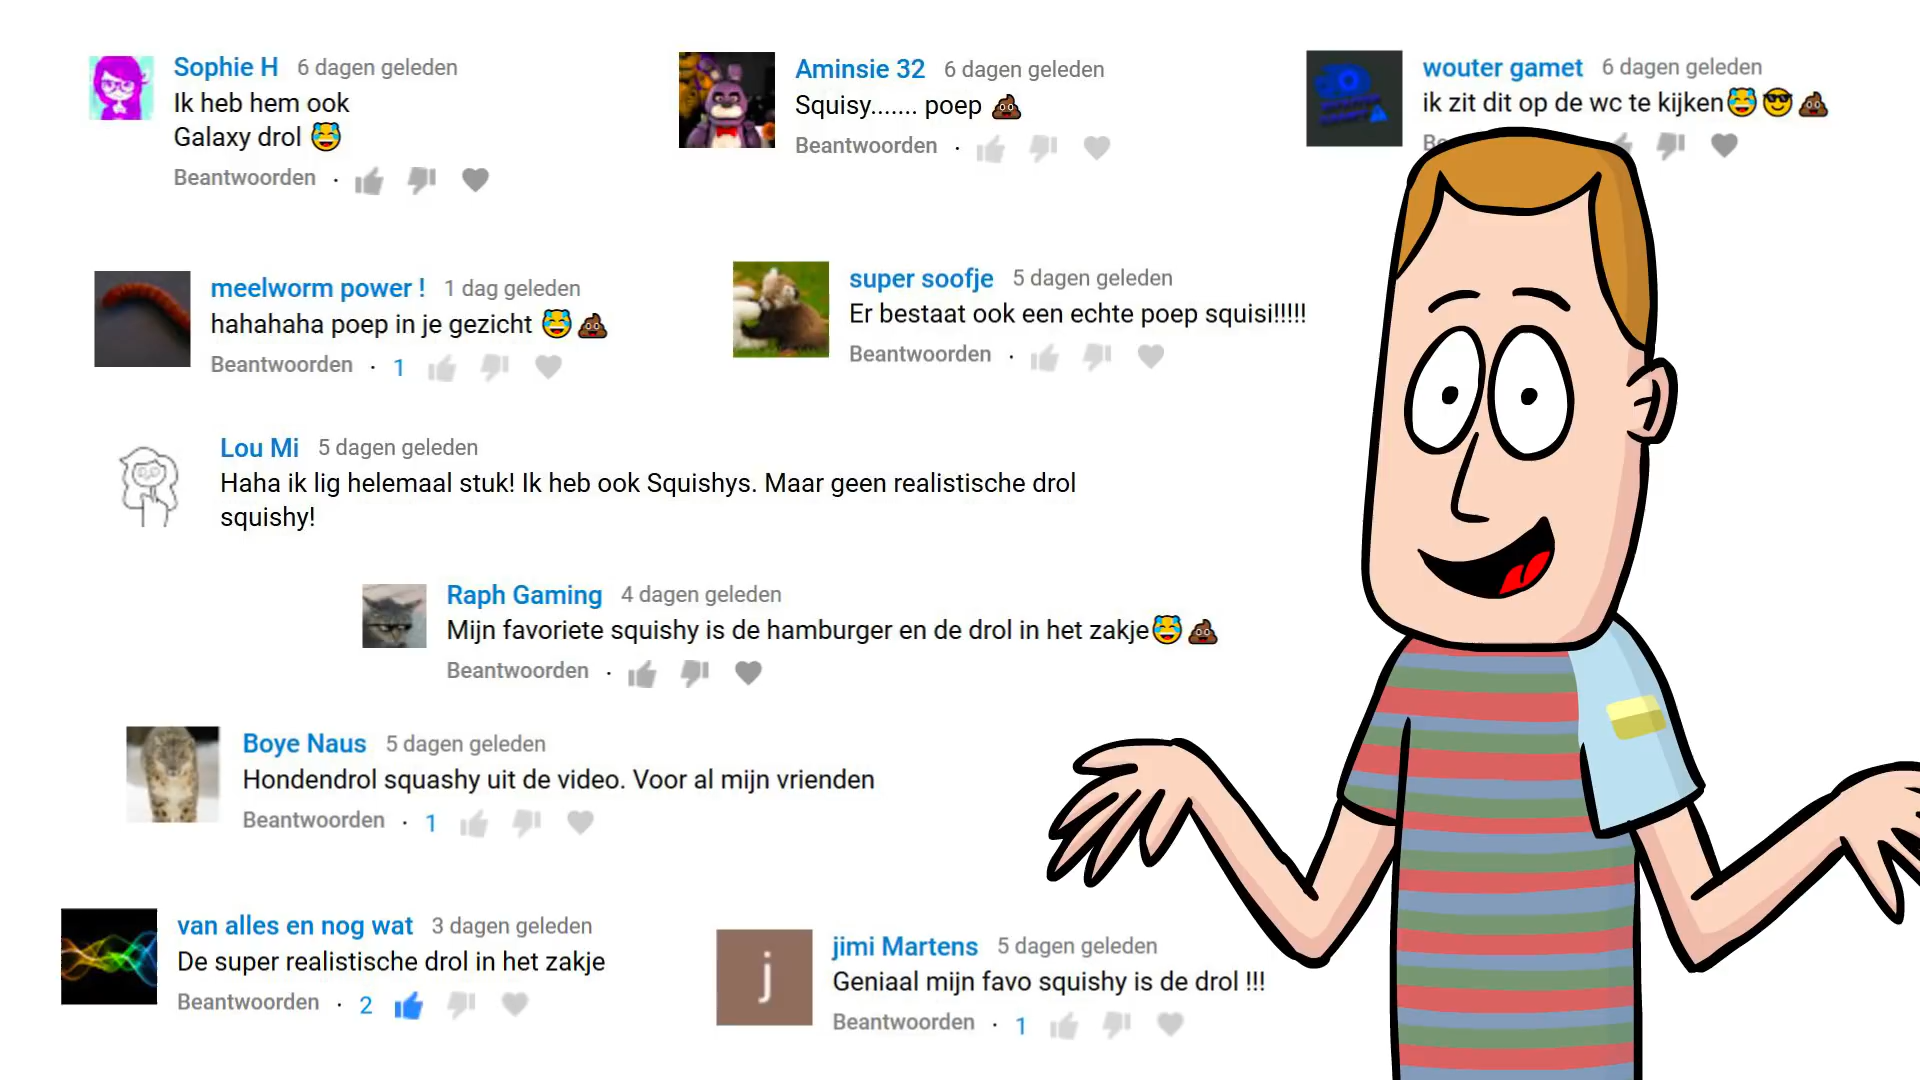 Sophie H 6 dagen geleden
Ik heb hem ook
Galaxy drol 😂
Beantwoorden ·
Aminsie 32 6 dagen geleden
Squisy....... poep 💩
Beantwoorden ·
wouter gamet 6 dagen geleden
ik zit dit op de wc te kijken😂😎💩
meelworm power ! 1 dag geleden
hahahaha poep in je gezicht 😂💩
Beantwoorden · 1
super soofje 5 dagen geleden
Er bestaat ook een echte poep squisi!!!!!
Beantwoorden ·
Lou Mi 5 dagen geleden
Haha ik lig helemaal stuk! Ik heb ook Squishys. Maar geen realistische drol
squishy!
Raph Gaming 4 dagen geleden
Mijn favoriete squishy is de hamburger en de drol in het zakje😂💩
Beantwoorden ·
Boye Naus 5 dagen geleden
Hondendrol squashy uit de video. Voor al mijn vrienden
Beantwoorden · 1
van alles en nog wat 3 dagen geleden
De super realistische drol in het zakje
Beantwoorden · 2
j
jimi Martens 5 dagen geleden
Geniaal mijn favo squishy is de drol !!!
Beantwoorden · 1